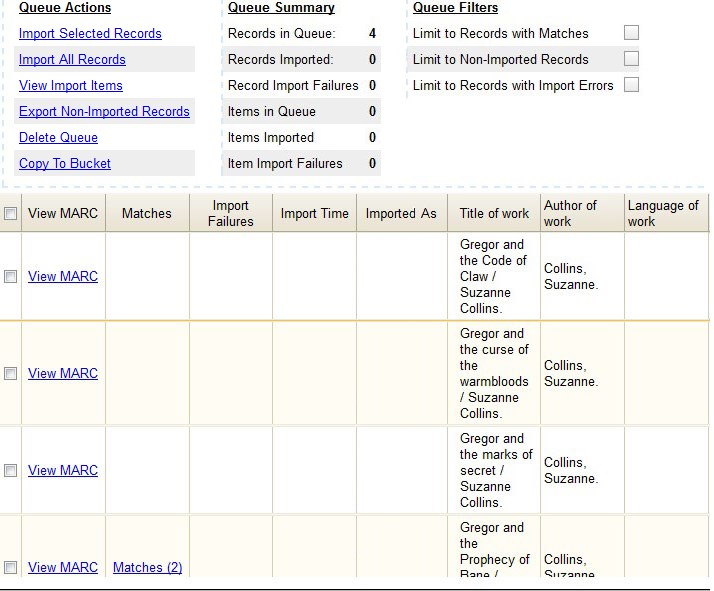 Queue Actions
Import Selected Records
Import All Records
View Import Items
Export Non-Imported Records
Delete Queue
Copy To Bucket
Queue Summary
Records in Queue: 4
Records Imported: 0
Record Import Failures 0
Items in Queue 0
Items Imported 0
Item Import Failures 0
Queue Filters
Limit to Records with Matches
Limit to Non-Imported Records
Limit to Records with Import Errors
View MARC
Matches
Import
Failures
Import Time
Imported As
Title of work
Author of
work
Language of
work
View MARC
Gregor and
the Code of
Claw /
Suzanne
Collins.
Collins,
Suzanne.
View MARC
Gregor and
the curse of
the
warmbloods
/ Suzanne
Collins.
Collins,
Suzanne.
View MARC
Gregor and
the marks of
secret /
Suzanne
Collins.
Collins,
Suzanne.
View MARC
Matches (2)
Gregor and
the
Prophecy of
Bane /
Collins,
Suzanne